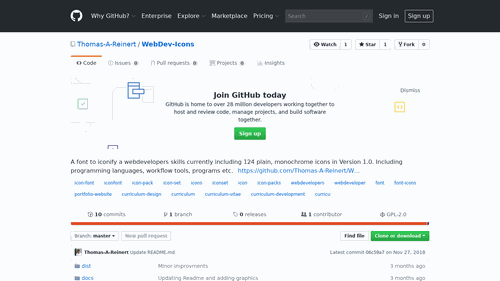 Why GitHub? Enterprise Explore Marketplace Pricing Search Sign in Sign up
Thomas-A-Reinert / WebDev-Icons Watch 1 Star 1 Fork 0
Code Issues 0 Pull requests 0 Projects 0 Insights
Dismiss
Join GitHub today
GitHub is home to over 28 million developers working together to
host and review code, manage projects, and build software
together.
Sign up
A font to iconify a webdevelopers skills currently including 124 plain, monochrome icons in Version 1.0. Including
programming languages, workflow tools, programs etc. https://github.com/Thomas-A-Reinert/W...
icon-font iconfont icon-pack icon-set icons iconset icon icon-packs webdevelopers webdeveloper font font-icons
portfolio-website curriculum-design curriculum curriculum-vitae curriculum-development curricu
10 commits 1 branch 0 releases 1 contributor GPL-2.0
Branch: master New pull request Find file Clone or download
Thomas-A-Reinert Update README.md Latest commit 06c59a7 on Nov 27, 2018
dist Minor improvments 3 months ago
docs Updating Readme and adding graphics 3 months ago